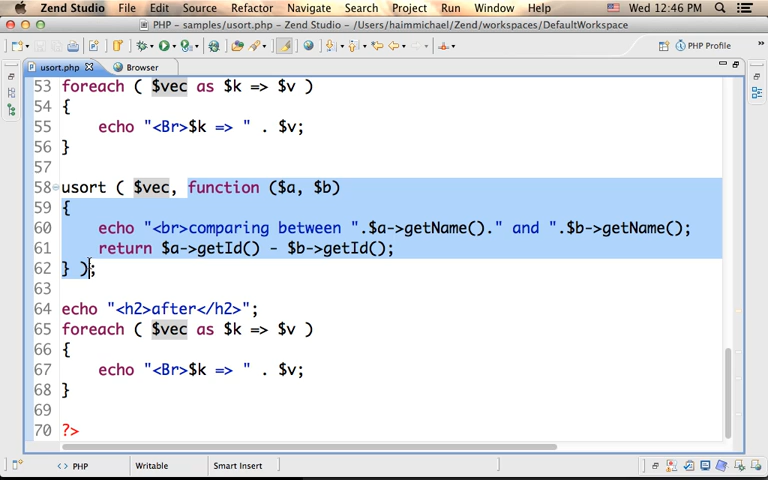 Zend Studio File Edit Source Refactor Navigate Search Project Run Window Help Wed 12:46 PM
PHP - samples/usort.php - Zend Studio - /Users/haimmichael/Zend/workspaces/DefaultWorkspace
PHP Profile
usort.php Browser
53 foreach ( $vec as $k => $v )
54 {
55 echo "<Br>$k => " . $v;
56 }
57
58 usort ( $vec, function ($a, $b)
59 {
60 echo "<br>comparing between ".$a->getName()." and ".$b->getName();
61 return $a->getId() - $b->getId();
62 } );
63
64 echo "<h2>after</h2>";
65 foreach ( $vec as $k => $v )
66 {
67 echo "<Br>$k => " . $v;
68 }
69
70 ?>
<> PHP Writable Smart Insert